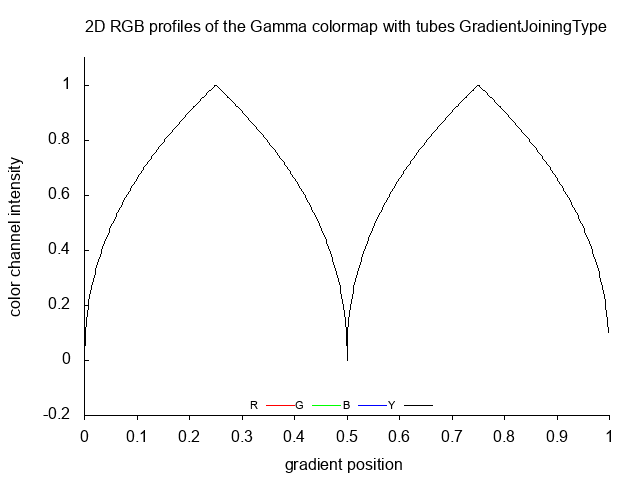 2D RGB profiles of the Gamma colormap with tubes GradientJoiningType
color channel intensity
1
0.8
0.6
0.4
0.2
0
-0.2
R G B Y
0 0.1 0.2 0.3 0.4 0.5 0.6 0.7 0.8 0.9 1
gradient position